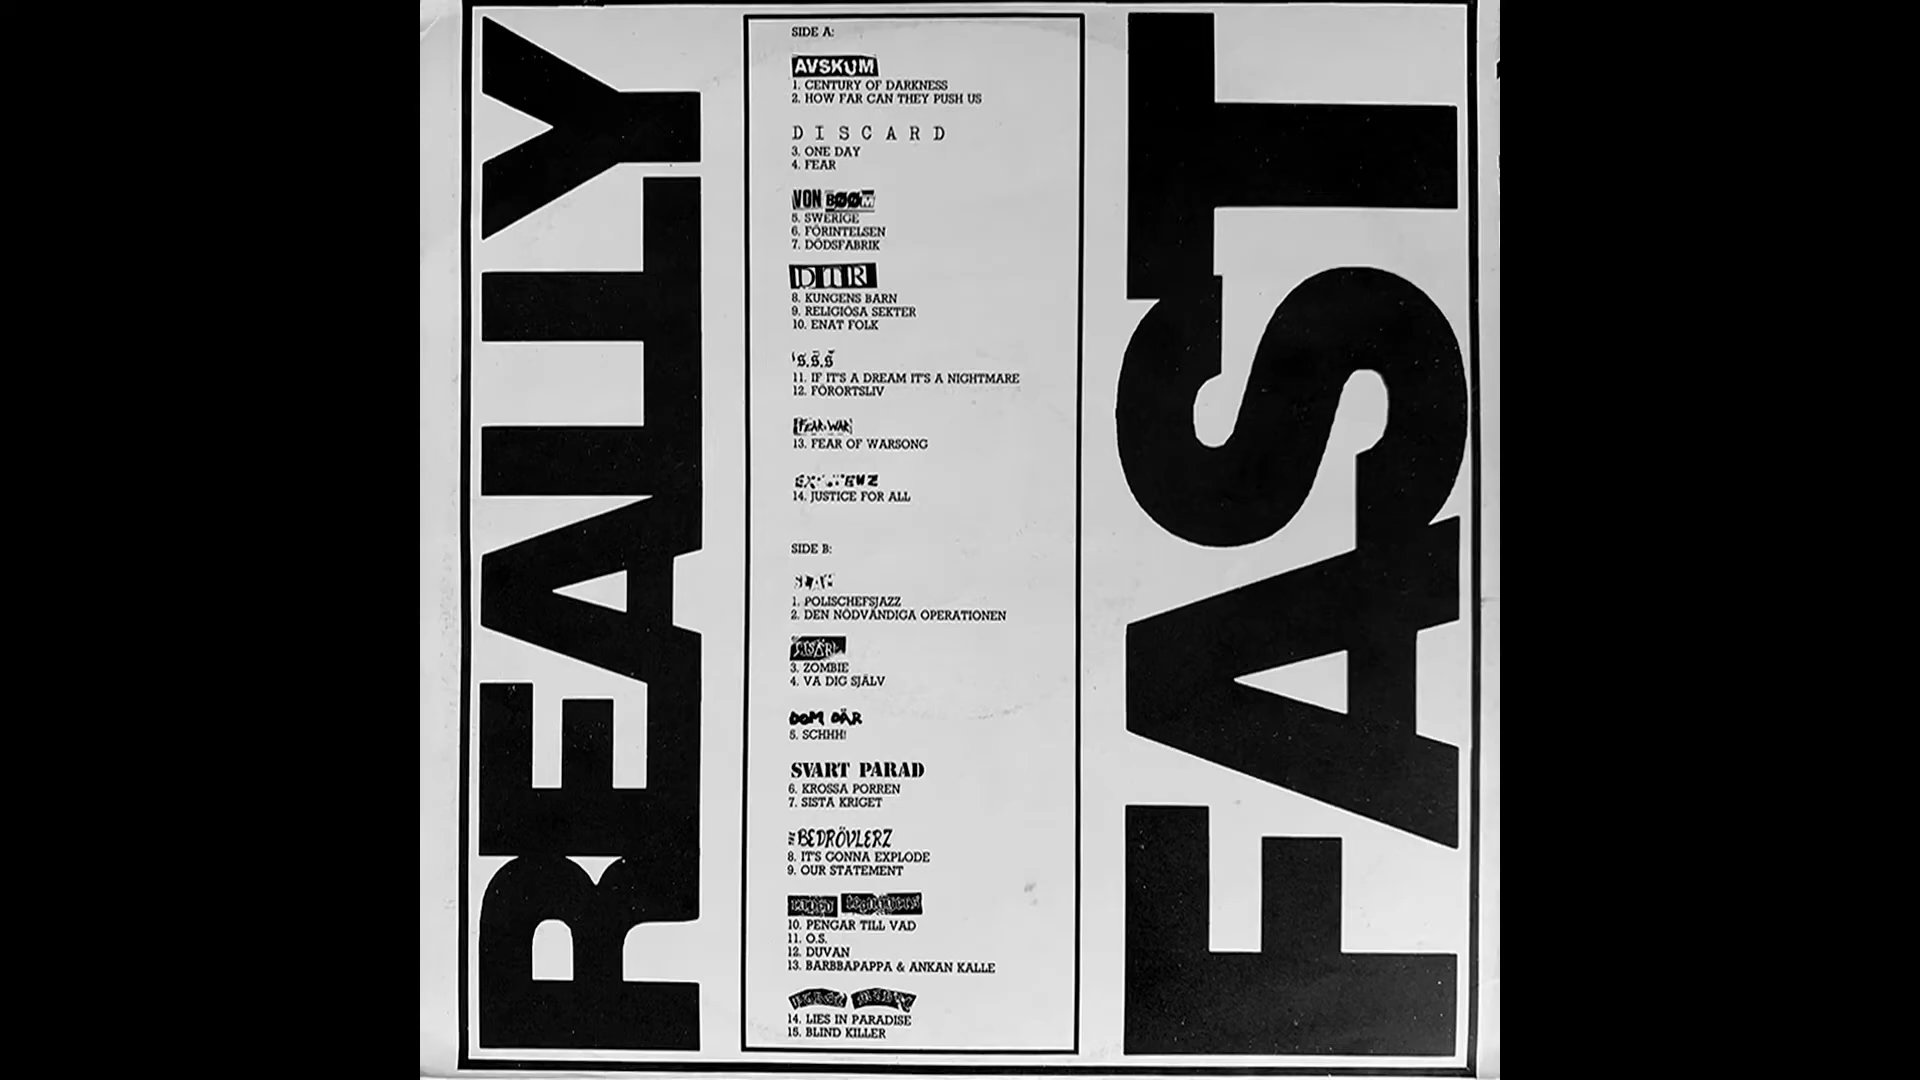 REALLY
SIDE A:
AVSKUM
1. CENTURY OF DARKNESS
2. HOW FAR CAN THEY PUSH US
DISCARD
3. ONE DAY
4. FEAR
VON BØØM
5. SWERIGE
6. FÖRINTELSEN
7. DÖDSFABRIK
DTR
8. KUNGENS BARN
9. RELIGIÖSA SEKTER
10. ENAT FOLK
11. IF IT'S A DREAM IT'S A NIGHTMARE
12. FÖRORTSLIV
13. FEAR OF WARSONG
14. JUSTICE FOR ALL
SIDE B:
1. POLISCHEFSJAZZ
2. DEN NÖDVÄNDIGA OPERATIONEN
3. ZOMBIE
4. VA DIG SJÄLV
DOM DÄR
5. SCHHH!
SVART PARAD
6. KROSSA PORREN
7. SISTA KRIGET
THE BEDRÖVLERZ
8. IT'S GONNA EXPLODE
9. OUR STATEMENT
10. PENGAR TILL VAD
11. O.S.
12. DUVAN
13. BARBBAPAPPA & ANKAN KALLE
14. LIES IN PARADISE
15. BLIND KILLER
FAST